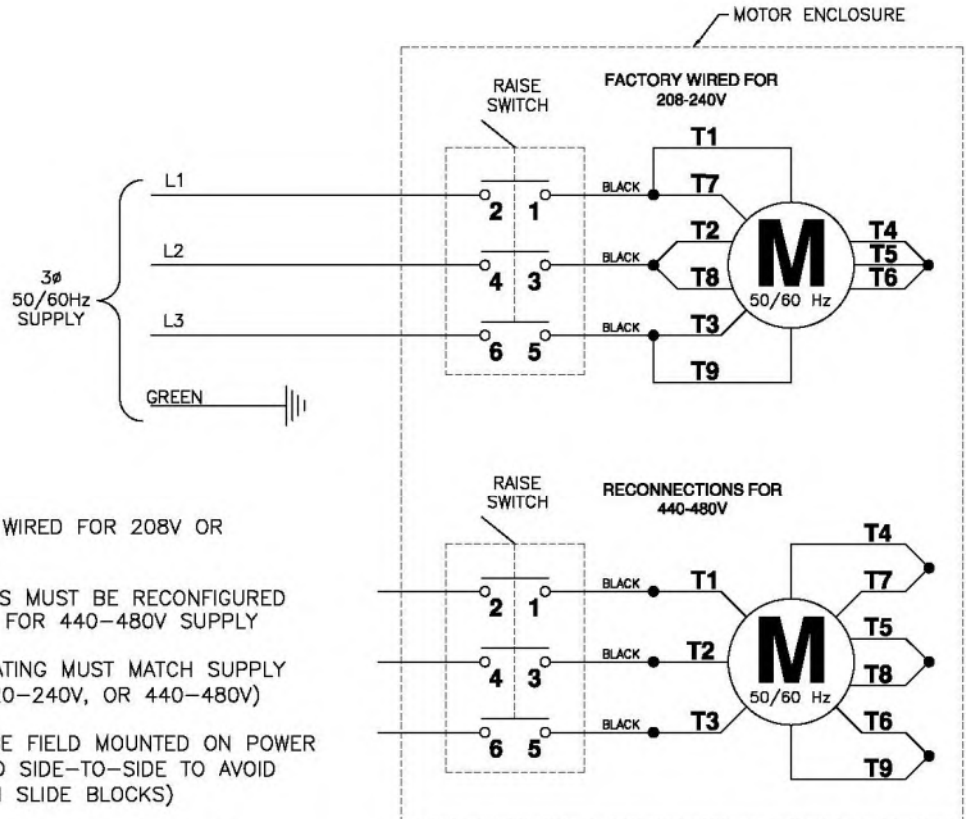 MOTOR ENCLOSURE
RAISE
SWITCH
FACTORY WIRED FOR
208-240V
T1
L1
BLACK
T7
2 1
T2
L2
BLACK
T4
T5
T6
4 3
T8
M
50/60 Hz
3ø
50/60Hz
SUPPLY
L3
BLACK
T3
6 5
T9
GREEN
RAISE
SWITCH
RECONNECTIONS FOR
440-480V
WIRED FOR 208V OR
S MUST BE RECONFIGURED
FOR 440-480V SUPPLY
ATING MUST MATCH SUPPLY
20-240V, OR 440-480V)
E FIELD MOUNTED ON POWER
D SIDE-TO-SIDE TO AVOID
H SLIDE BLOCKS)
T4
BLACK
T1
T7
2 1
T5
BLACK
T2
M
50/60 Hz
4 3
T8
BLACK
T3
T6
6 5
T9